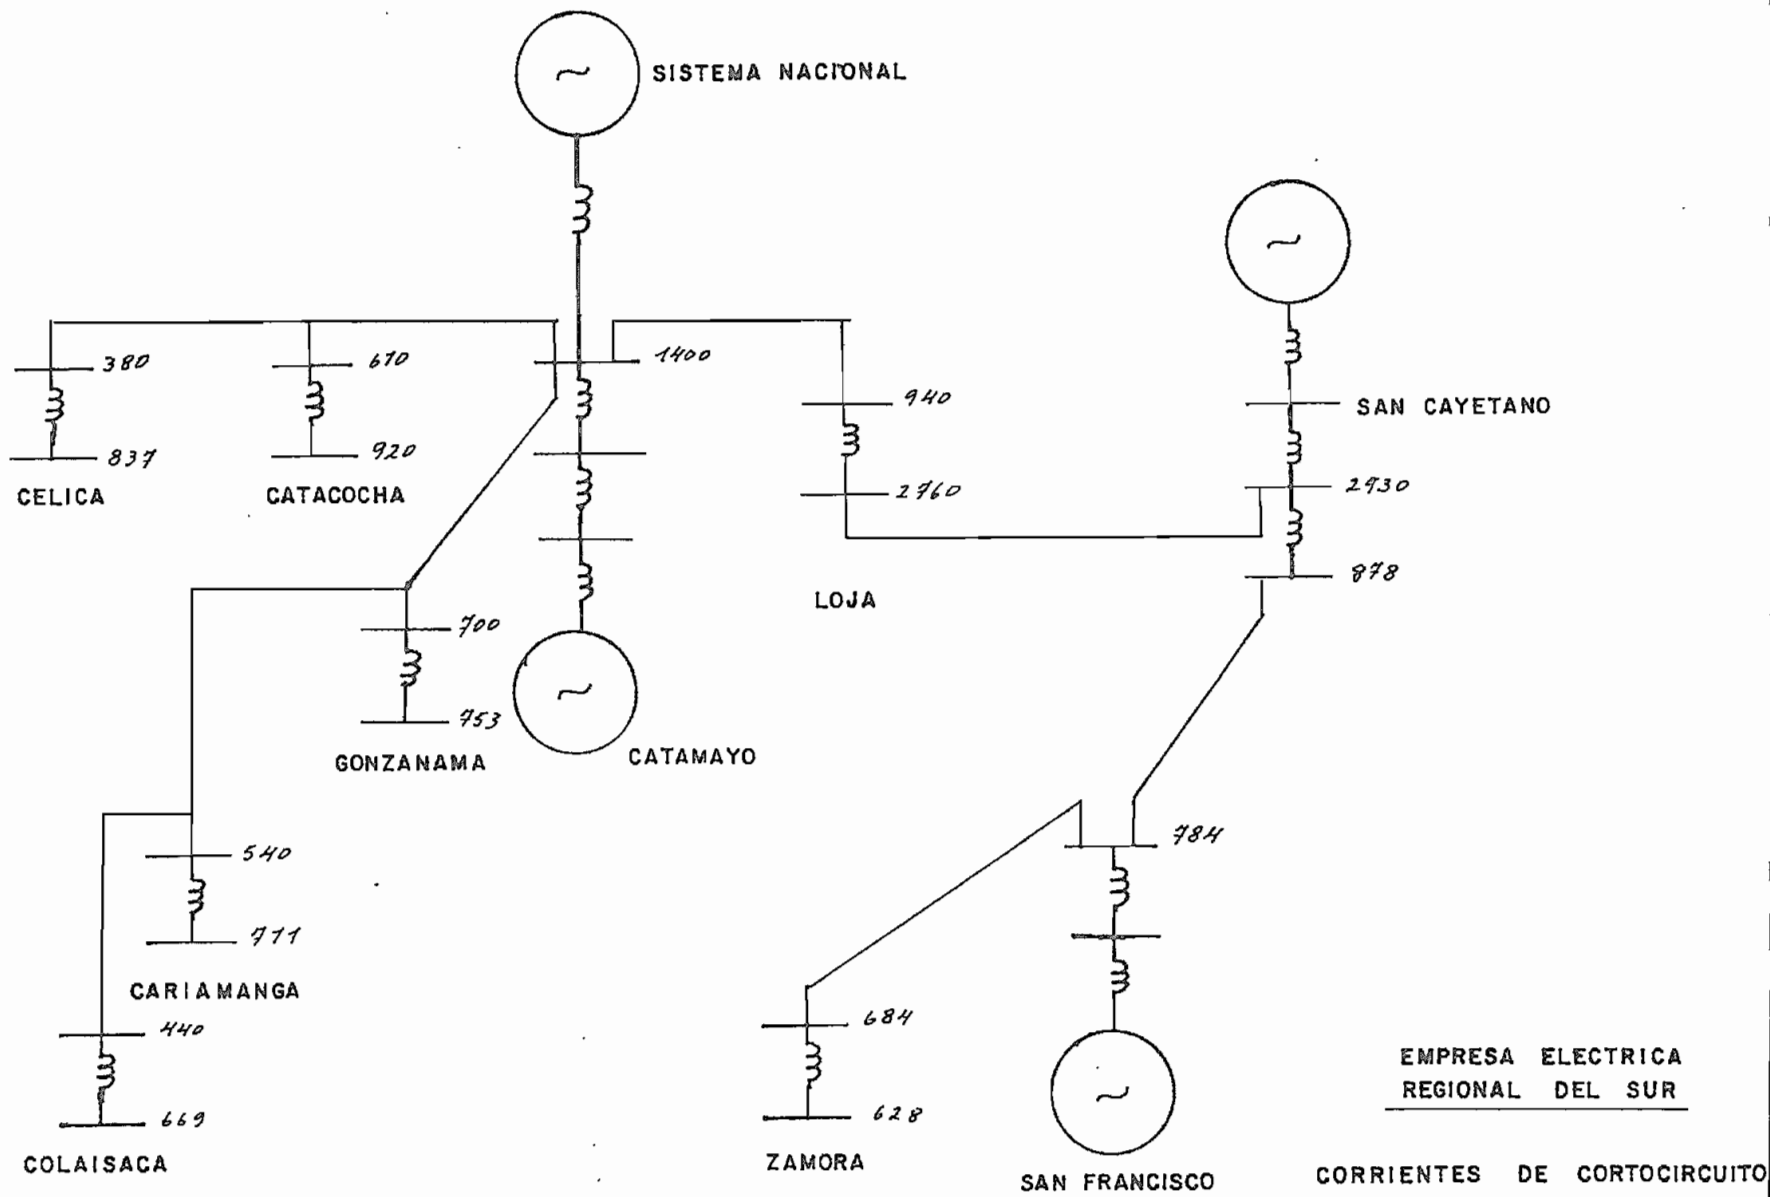 SISTEMA NACIONAL
380
670
1400
940
SAN CAYETANO
837
920
2760
2930
CELICA
CATACOCHA
878
LOJA
700
753
GONZANAMA
CATAMAYO
784
540
711
CARIAMANGA
440
684
669
628
COLAISACA
ZAMORA
SAN FRANCISCO
EMPRESA ELECTRICA
REGIONAL DEL SUR
CORRIENTES DE CORTOCIRCUITO